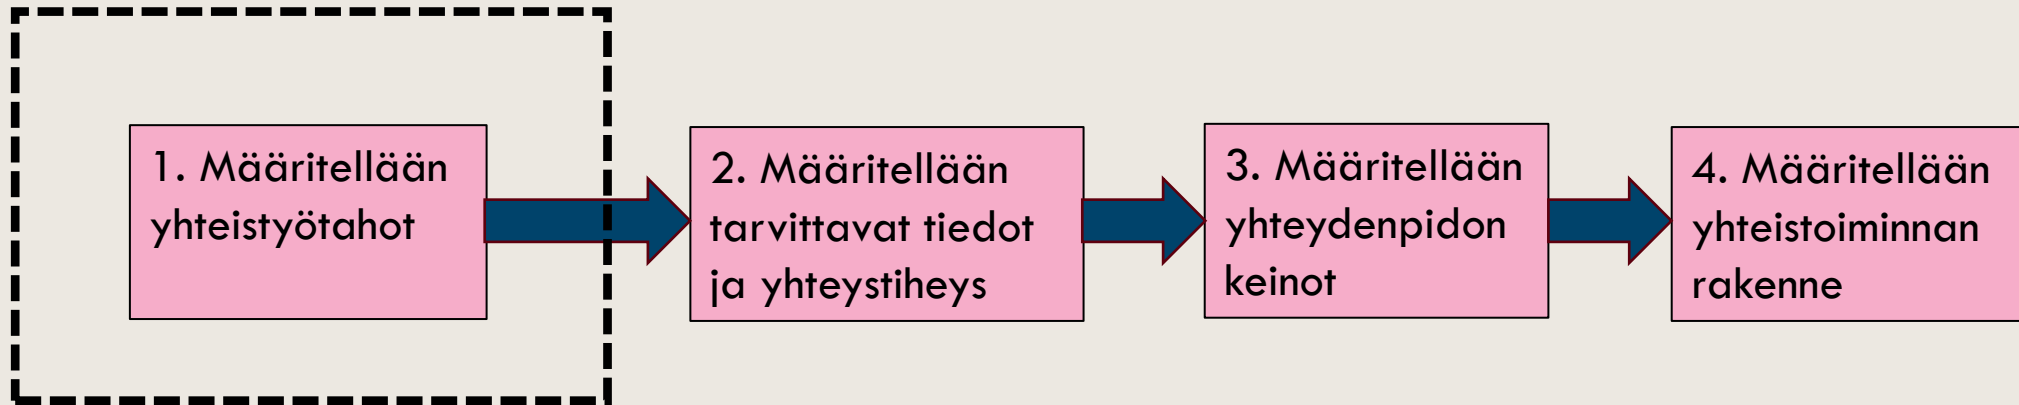 1. Määritellään
yhteistyötahot
2. Määritellään
tarvittavat tiedot
ja yhteystiheys
3. Määritellään
yhteydenpidon
keinot
4. Määritellään
yhteistoiminnan
rakenne